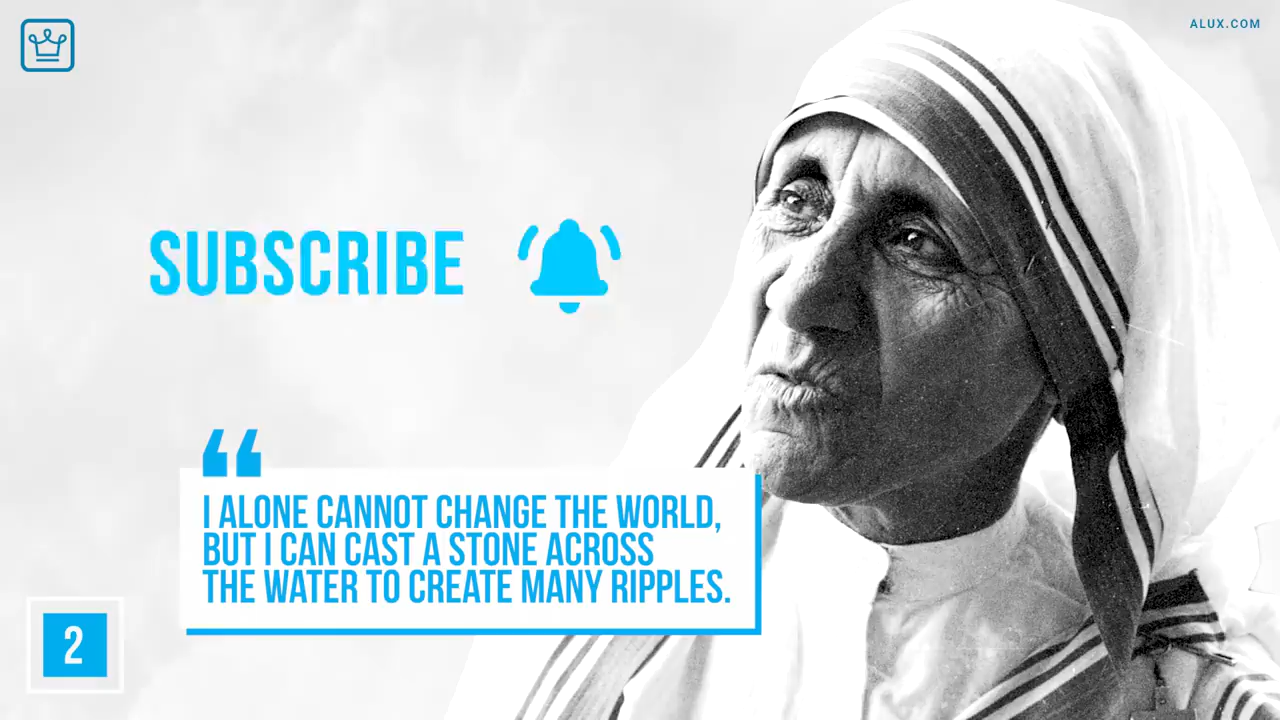 ALUX.COM
SUBSCRIBE
“
I ALONE CANNOT CHANGE THE WORLD,
BUT I CAN CAST A STONE ACROSS
THE WATER TO CREATE MANY RIPPLES.
2